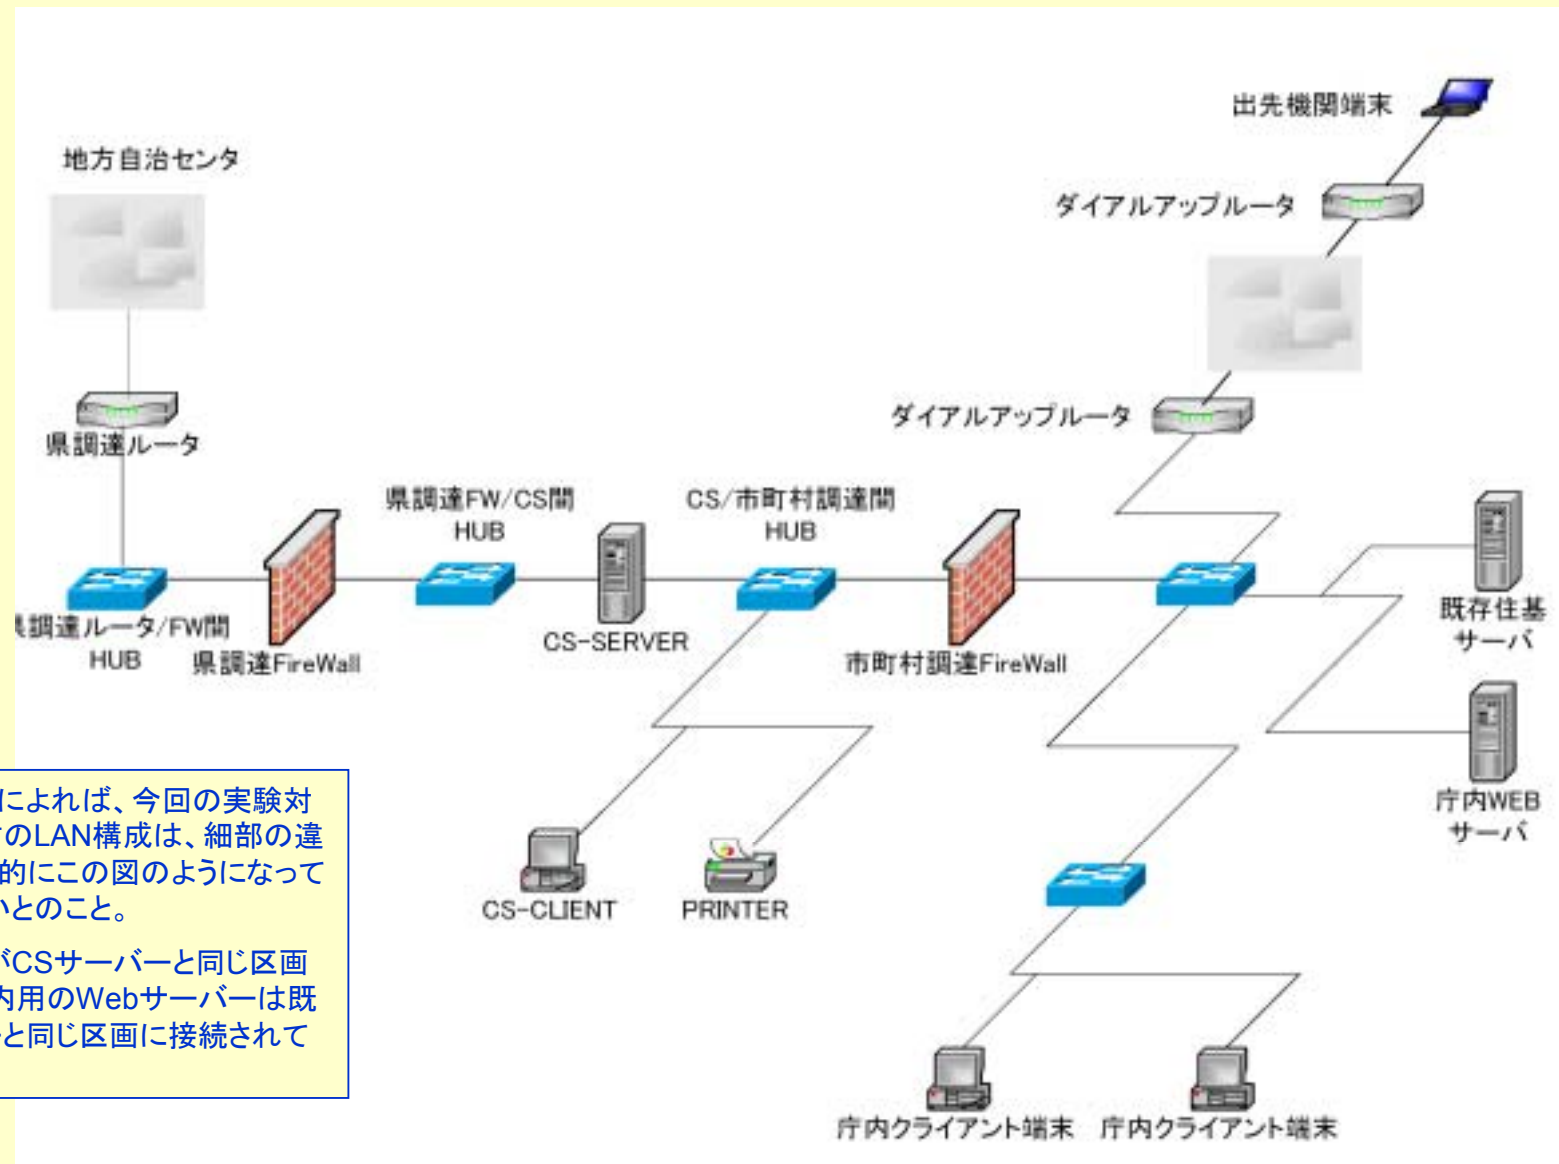 出先機関端末
地方自治センタ
ダイアルアップルータ
ダイアルアップルータ
県調達ルータ
県調達FW/CS間
HUB
CS/市町村調達間
HUB
調達ルータ/FW間
HUB
県調達FireWall
CS-SERVER
市町村調達FireWall
既存住基
サーバ
庁内WEB
サーバ
CS-CLIENT
PRINTER
庁内クライアント端末
庁内クライアント端末
によれば、今回の実験対
のLAN構成は、細部の違
的にこの図のようになって
いとのこと。
がCSサーバーと同じ区画
内用のWebサーバーは既
と同じ区画に接続されて